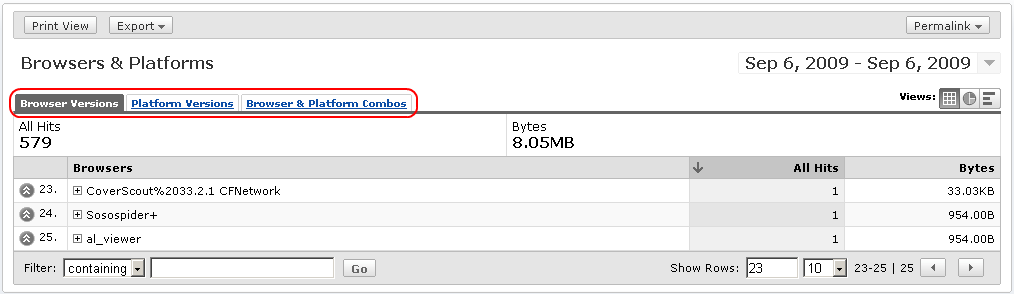 Print View Export Permalink
Browsers & Platforms Sep 6, 2009 - Sep 6, 2009
Browser Versions Platform Versions Browser & Platform Combos Views:
All Hits Bytes
579 8.05MB
Browsers All Hits Bytes
23. CoverScout%2033.2.1 CFNetwork 1 33.03KB
24. Sosospider+ 1 954.00B
25. al_viewer 1 954.00B
Filter: containing Go Show Rows: 23 10 23-25 | 25